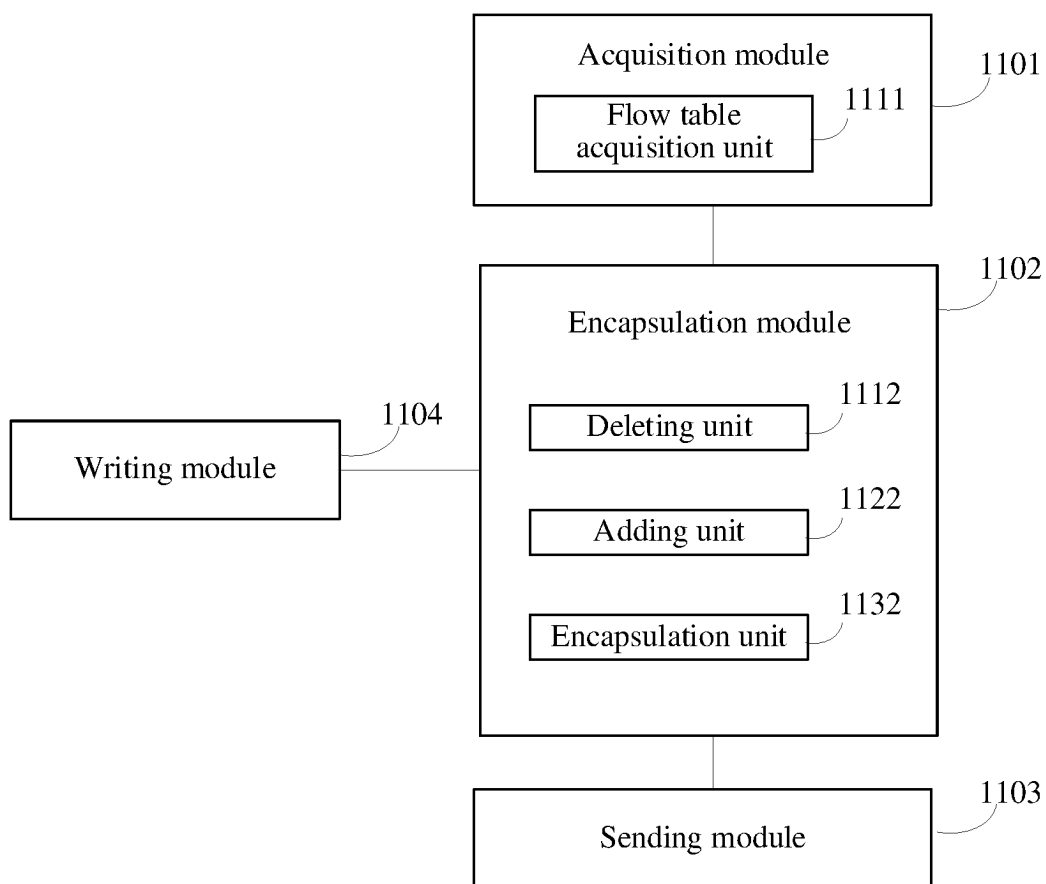 Acquisition module
1101
Flow table
acquisition unit
1111
1102
Encapsulation module
1104
Writing module
Deleting unit
1112
Adding unit
1122
Encapsulation unit
1132
1103
Sending module